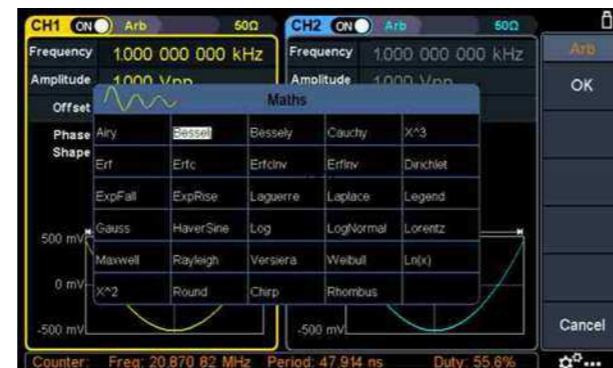 CH1 ON Arb 50Ω CH2 ON Arb 50Ω
Frequency 1.000 000 000 kHz Frequency 1.000 000 000 kHz Arb
Amplitude 1.000 Vpp Amplitude 1.000 Vpp OK
Offset Maths
Phase Airy Besselj Bessely Cauchy X^3
Shape
Erf Erfc ErfcInv ErfInv Dirichlet
ExpFall ExpRise Laguerre Laplace Legend
Gauss HaverSine Log LogNormal Lorentz
500 mV
Maxwell Rayleigh Versiera Weibull Ln(x)
0 mV X^2 Round Chirp Rhombus
-500 mV -500 mV Cancel
Counter: Freq: 20.870 82 MHz Period: 47.914 ns Duty: 55.6%